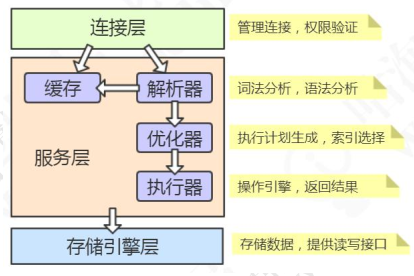 连接层
管理连接，权限验证
缓存
解析器
词法分析，语法分析
优化器
执行计划生成，索引选择
服务层
执行器
操作引擎，返回结果
存储引擎层
存储数据，提供读写接口